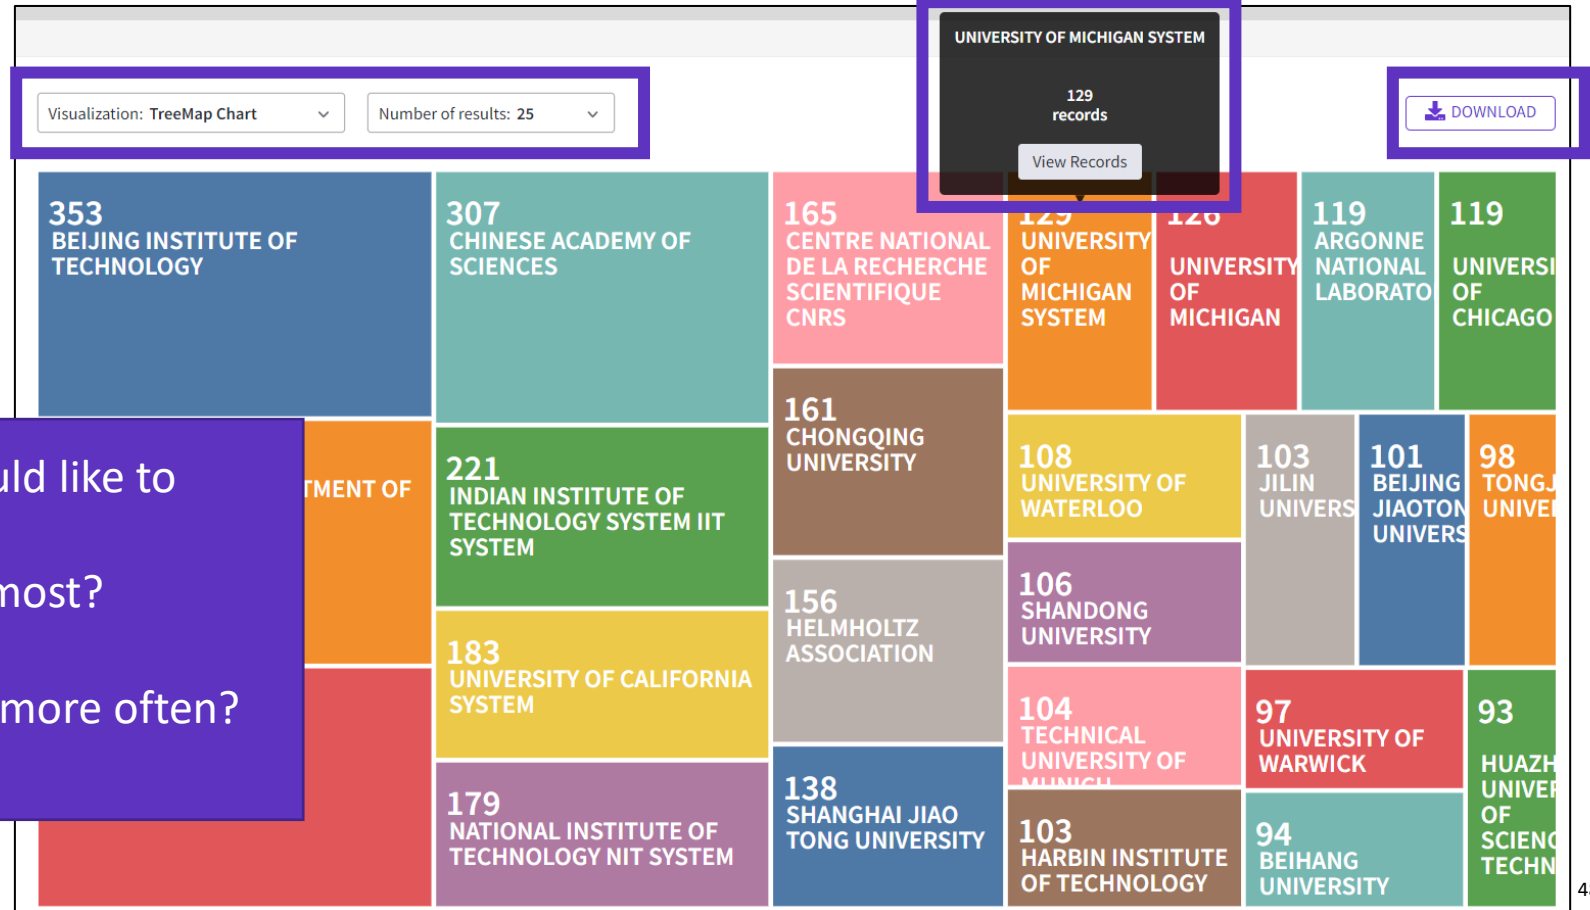 UNIVERSITY OF MICHIGAN SYSTEM
129
records
View Records
Visualization: TreeMap Chart
Number of results: 25
DOWNLOAD
353
BEIJING INSTITUTE OF
TECHNOLOGY
307
CHINESE ACADEMY OF
SCIENCES
165
CENTRE NATIONAL
DE LA RECHERCHE
SCIENTIFIQUE
CNRS
129
UNIVERSITY
OF
MICHIGAN
SYSTEM
126
UNIVERSITY
OF
MICHIGAN
119
ARGONNE
NATIONAL
LABORATO
119
UNIVERSI
OF
CHICAGO
TMENT OF
uld like to
most?
more often?
221
INDIAN INSTITUTE OF
TECHNOLOGY SYSTEM IIT
SYSTEM
183
UNIVERSITY OF CALIFORNIA
SYSTEM
179
NATIONAL INSTITUTE OF
TECHNOLOGY NIT SYSTEM
161
CHONGQING
UNIVERSITY
156
HELMHOLTZ
ASSOCIATION
138
SHANGHAI JIAO
TONG UNIVERSITY
108
UNIVERSITY OF
WATERLOO
106
SHANDONG
UNIVERSITY
104
TECHNICAL
UNIVERSITY OF
MUNICH
103
HARBIN INSTITUTE
OF TECHNOLOGY
103
JILIN
UNIVERS
101
BEIJING
JIAOTON
UNIVERS
98
TONGJ
UNIVE
97
UNIVERSITY OF
WARWICK
94
BEIHANG
UNIVERSITY
93
HUAZH
UNIVER
OF
SCIENC
TECHN